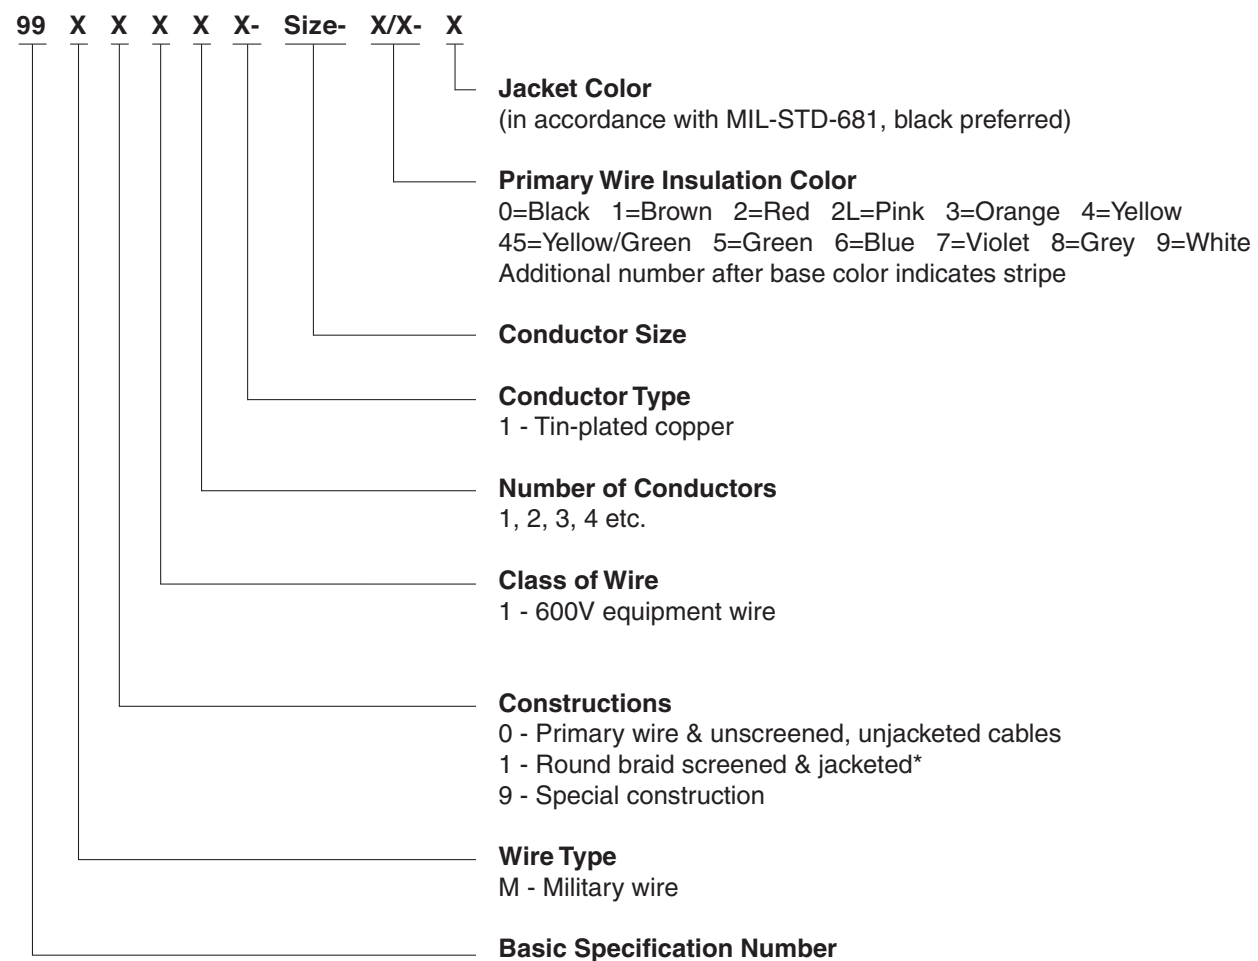 99 X X X X X- Size- X/X- X
Jacket Color
(in accordance with MIL-STD-681, black preferred)
Primary Wire Insulation Color
0=Black 1=Brown 2=Red 2L=Pink 3=Orange 4=Yellow
45=Yellow/Green 5=Green 6=Blue 7=Violet 8=Grey 9=White
Additional number after base color indicates stripe
Conductor Size
Conductor Type
1 - Tin-plated copper
Number of Conductors
1, 2, 3, 4 etc.
Class of Wire
1 - 600V equipment wire
Constructions
0 - Primary wire & unscreened, unjacketed cables
1 - Round braid screened & jacketed*
9 - Special construction
Wire Type
M - Military wire
Basic Specification Number